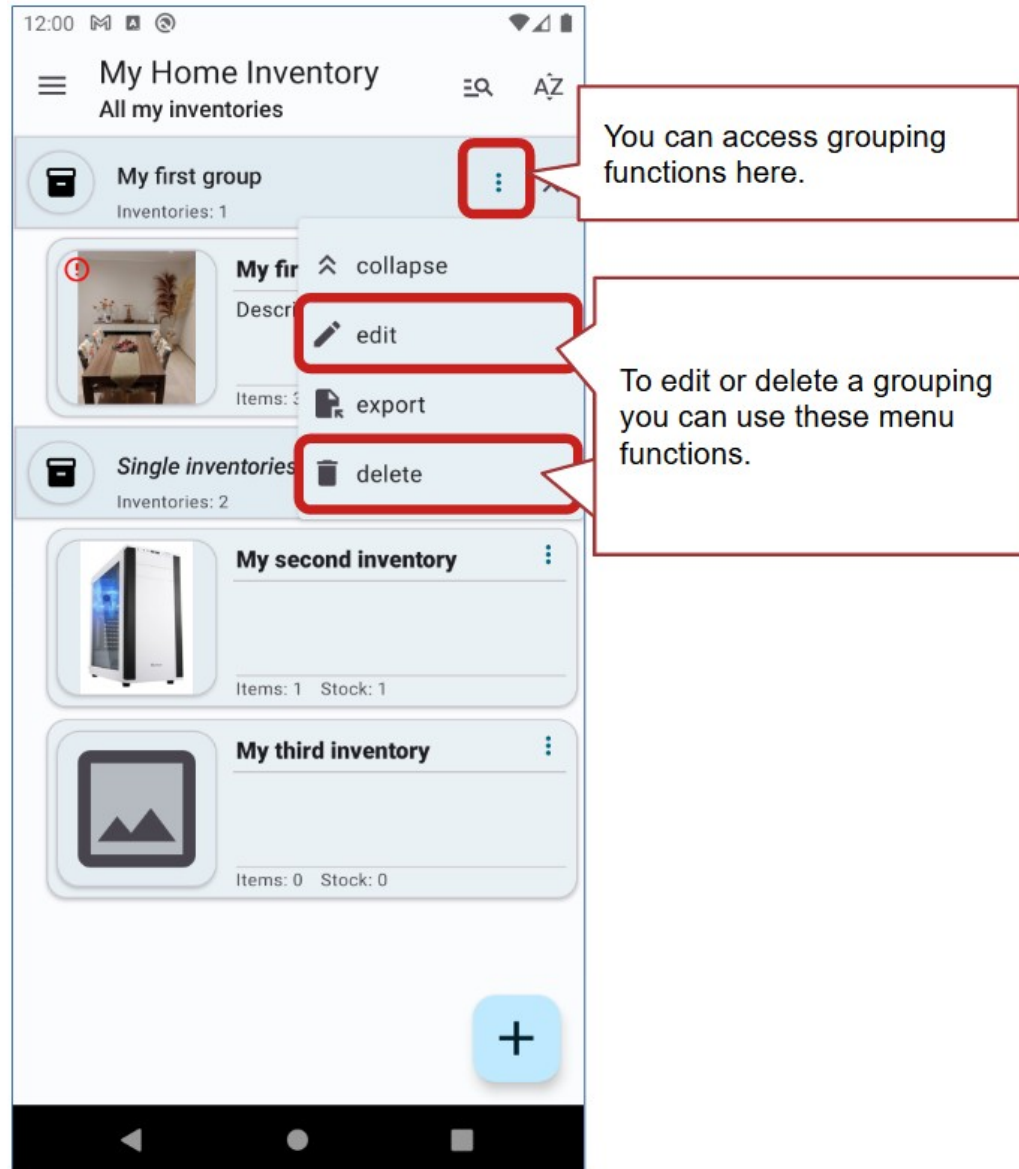 12:00
My Home Inventory
All my inventories
You can access grouping
functions here.
My first group
Inventories: 1
collapse
My fir
Descri
edit
To edit or delete a grouping
you can use these menu
functions.
Items: 3
export
Single inventories
delete
Inventories: 2
My second inventory
Items: 1 Stock: 1
My third inventory
Items: 0 Stock: 0